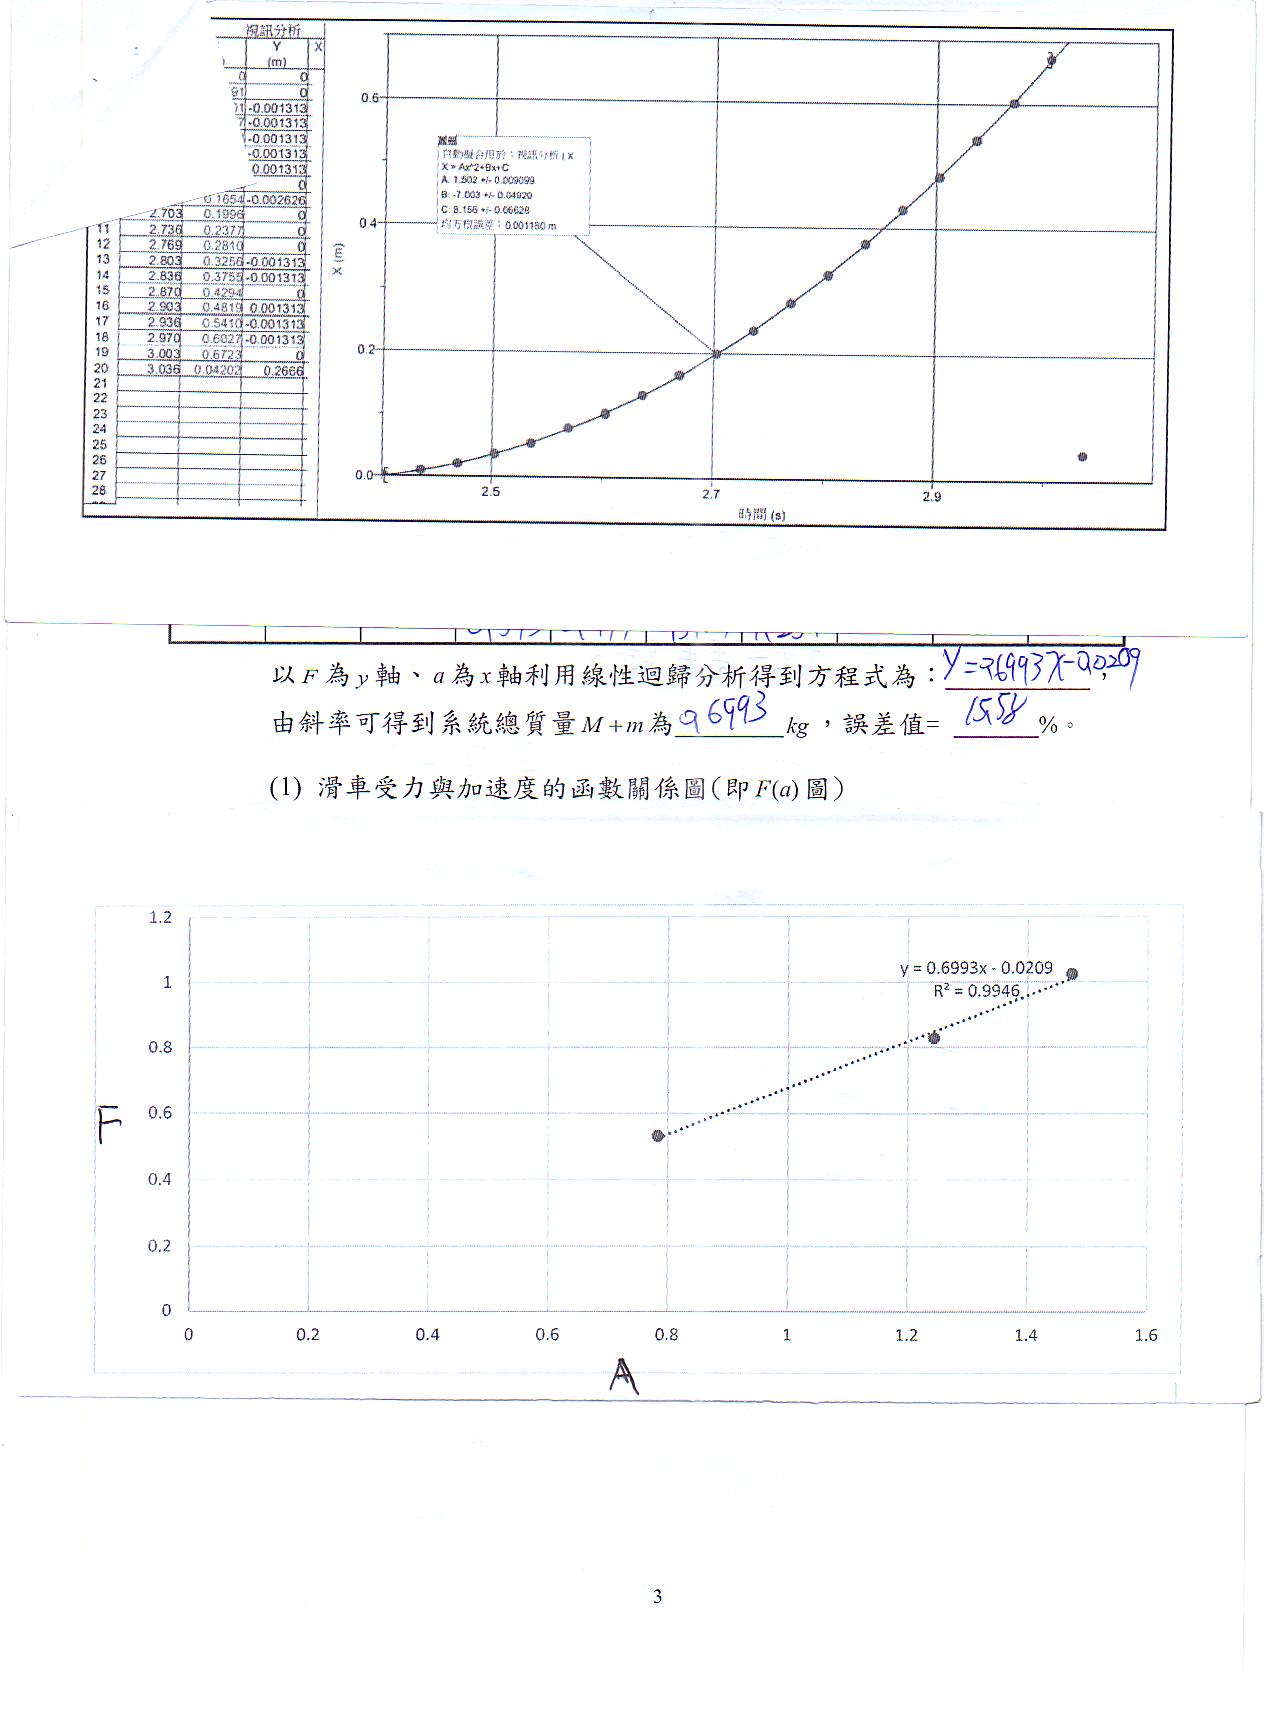 視訊分析
Y X
(m)
0 0
91 0
-0.001313
-0.001313
-0.001313
-0.001313
0.001313
0
0.1654 -0.002626
2.703 0.1996 0
11 2.736 0.2377 0
12 2.769 0.2810 0
13 2.803 0.3256 -0.001313
14 2.836 0.3755 -0.001313
15 2.870 0.4294 0
16 2.903 0.4819 0.001313
17 2.936 0.5410 -0.001313
18 2.970 0.6027 -0.001313
19 3.003 0.6723 0
20 3.036 0.04202 0.2666
21
22
23
24
25
26
27
28
X (m)
0.6
0.4
0.2
0.0
自動擬合用於：視訊分析 | X
X = Ax^2+Bx+C
A: 1.502 +/- 0.009099
B: -7.003 +/- 0.04920
C: 8.156 +/- 0.06628
均方根誤差：0.001180 m
2.5 2.7 2.9
時間 (s)
以 F 為 y 軸、a 為 x 軸利用線性迴歸分析得到方程式為：Y=0.6993X-0.0209，
由斜率可得到系統總質量 M+m 為 0.6993 kg，誤差值= 15.58 %。
(1) 滑車受力與加速度的函數關係圖（即 F(a) 圖）
1.2
1
0.8
0.6
0.4
0.2
0
y = 0.6993x - 0.0209
R² = 0.9946
F
0 0.2 0.4 0.6 0.8 1 1.2 1.4 1.6
A
3